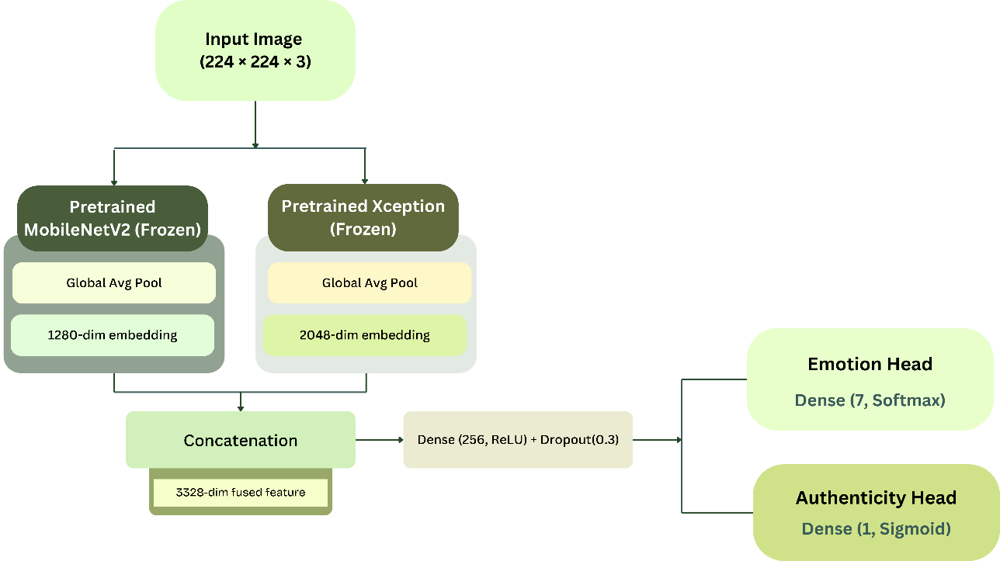 Input Image
(224 × 224 × 3)
Pretrained
MobileNetV2 (Frozen)
Global Avg Pool
1280-dim embedding
Pretrained Xception
(Frozen)
Global Avg Pool
2048-dim embedding
Concatenation
3328-dim fused feature
Dense (256, ReLU) + Dropout(0.3)
Emotion Head
Dense (7, Softmax)
Authenticity Head
Dense (1, Sigmoid)